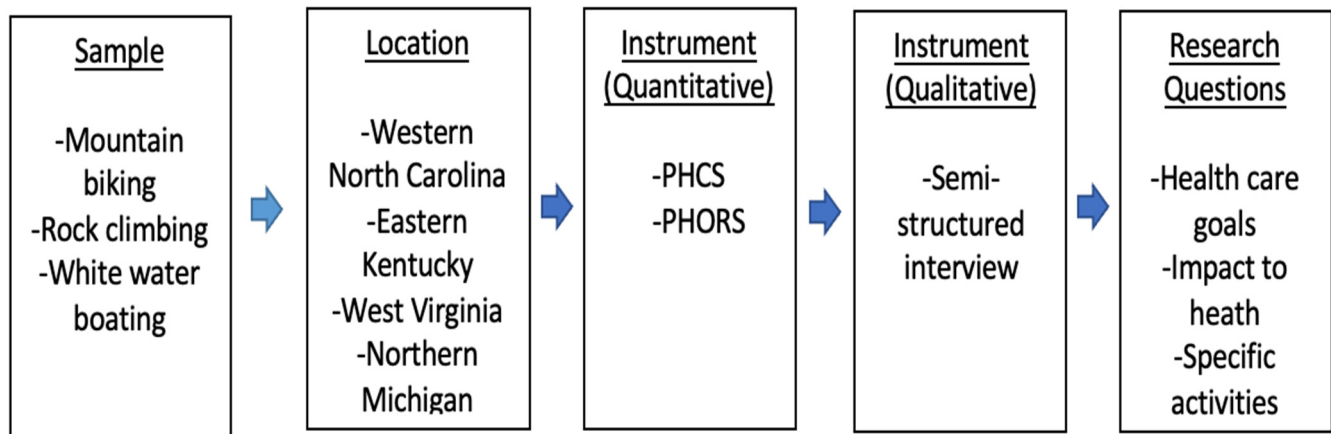 Sample
-Mountain
biking
-Rock climbing
-White water
boating
Location
-Western
North Carolina
-Eastern
Kentucky
-West Virginia
-Northern
Michigan
Instrument
(Quantitative)
-PHCS
-PHORS
Instrument
(Qualitative)
-Semi-
structured
interview
Research
Questions
-Health care
goals
-Impact to
heath
-Specific
activities